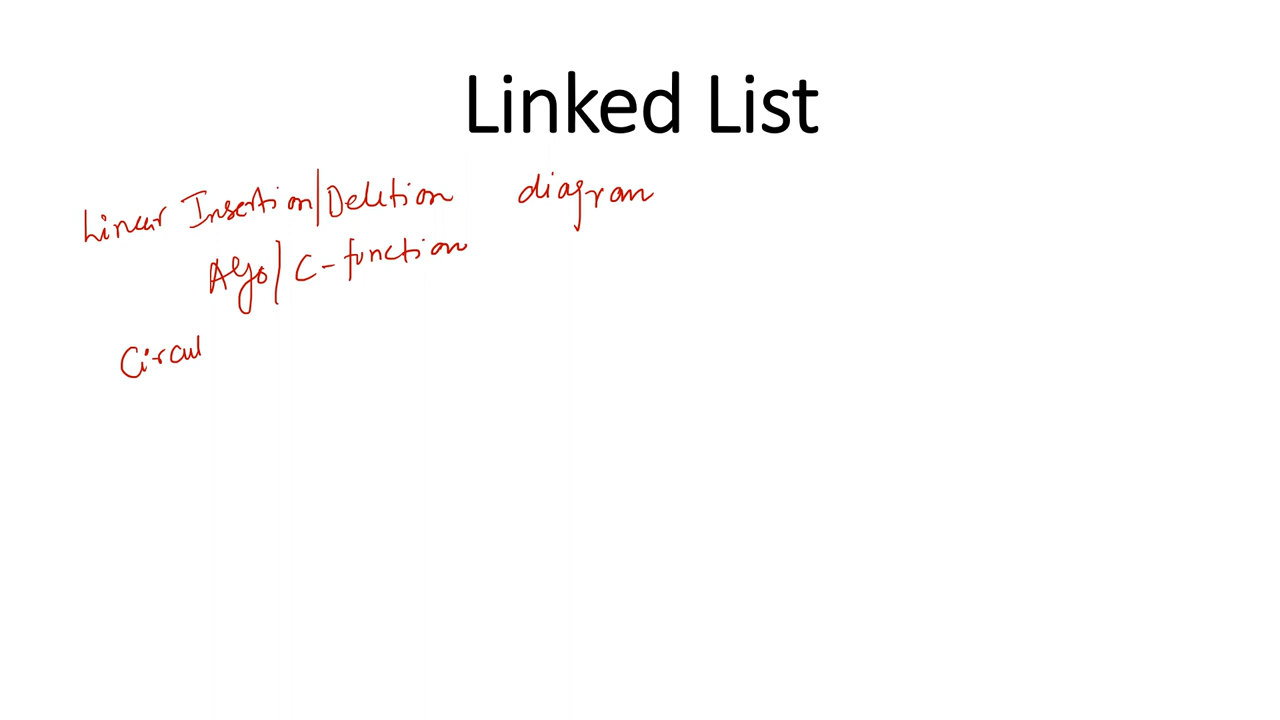 Linked List
Linear Insertion/Deletion diagram
Algo/C-function
Circul